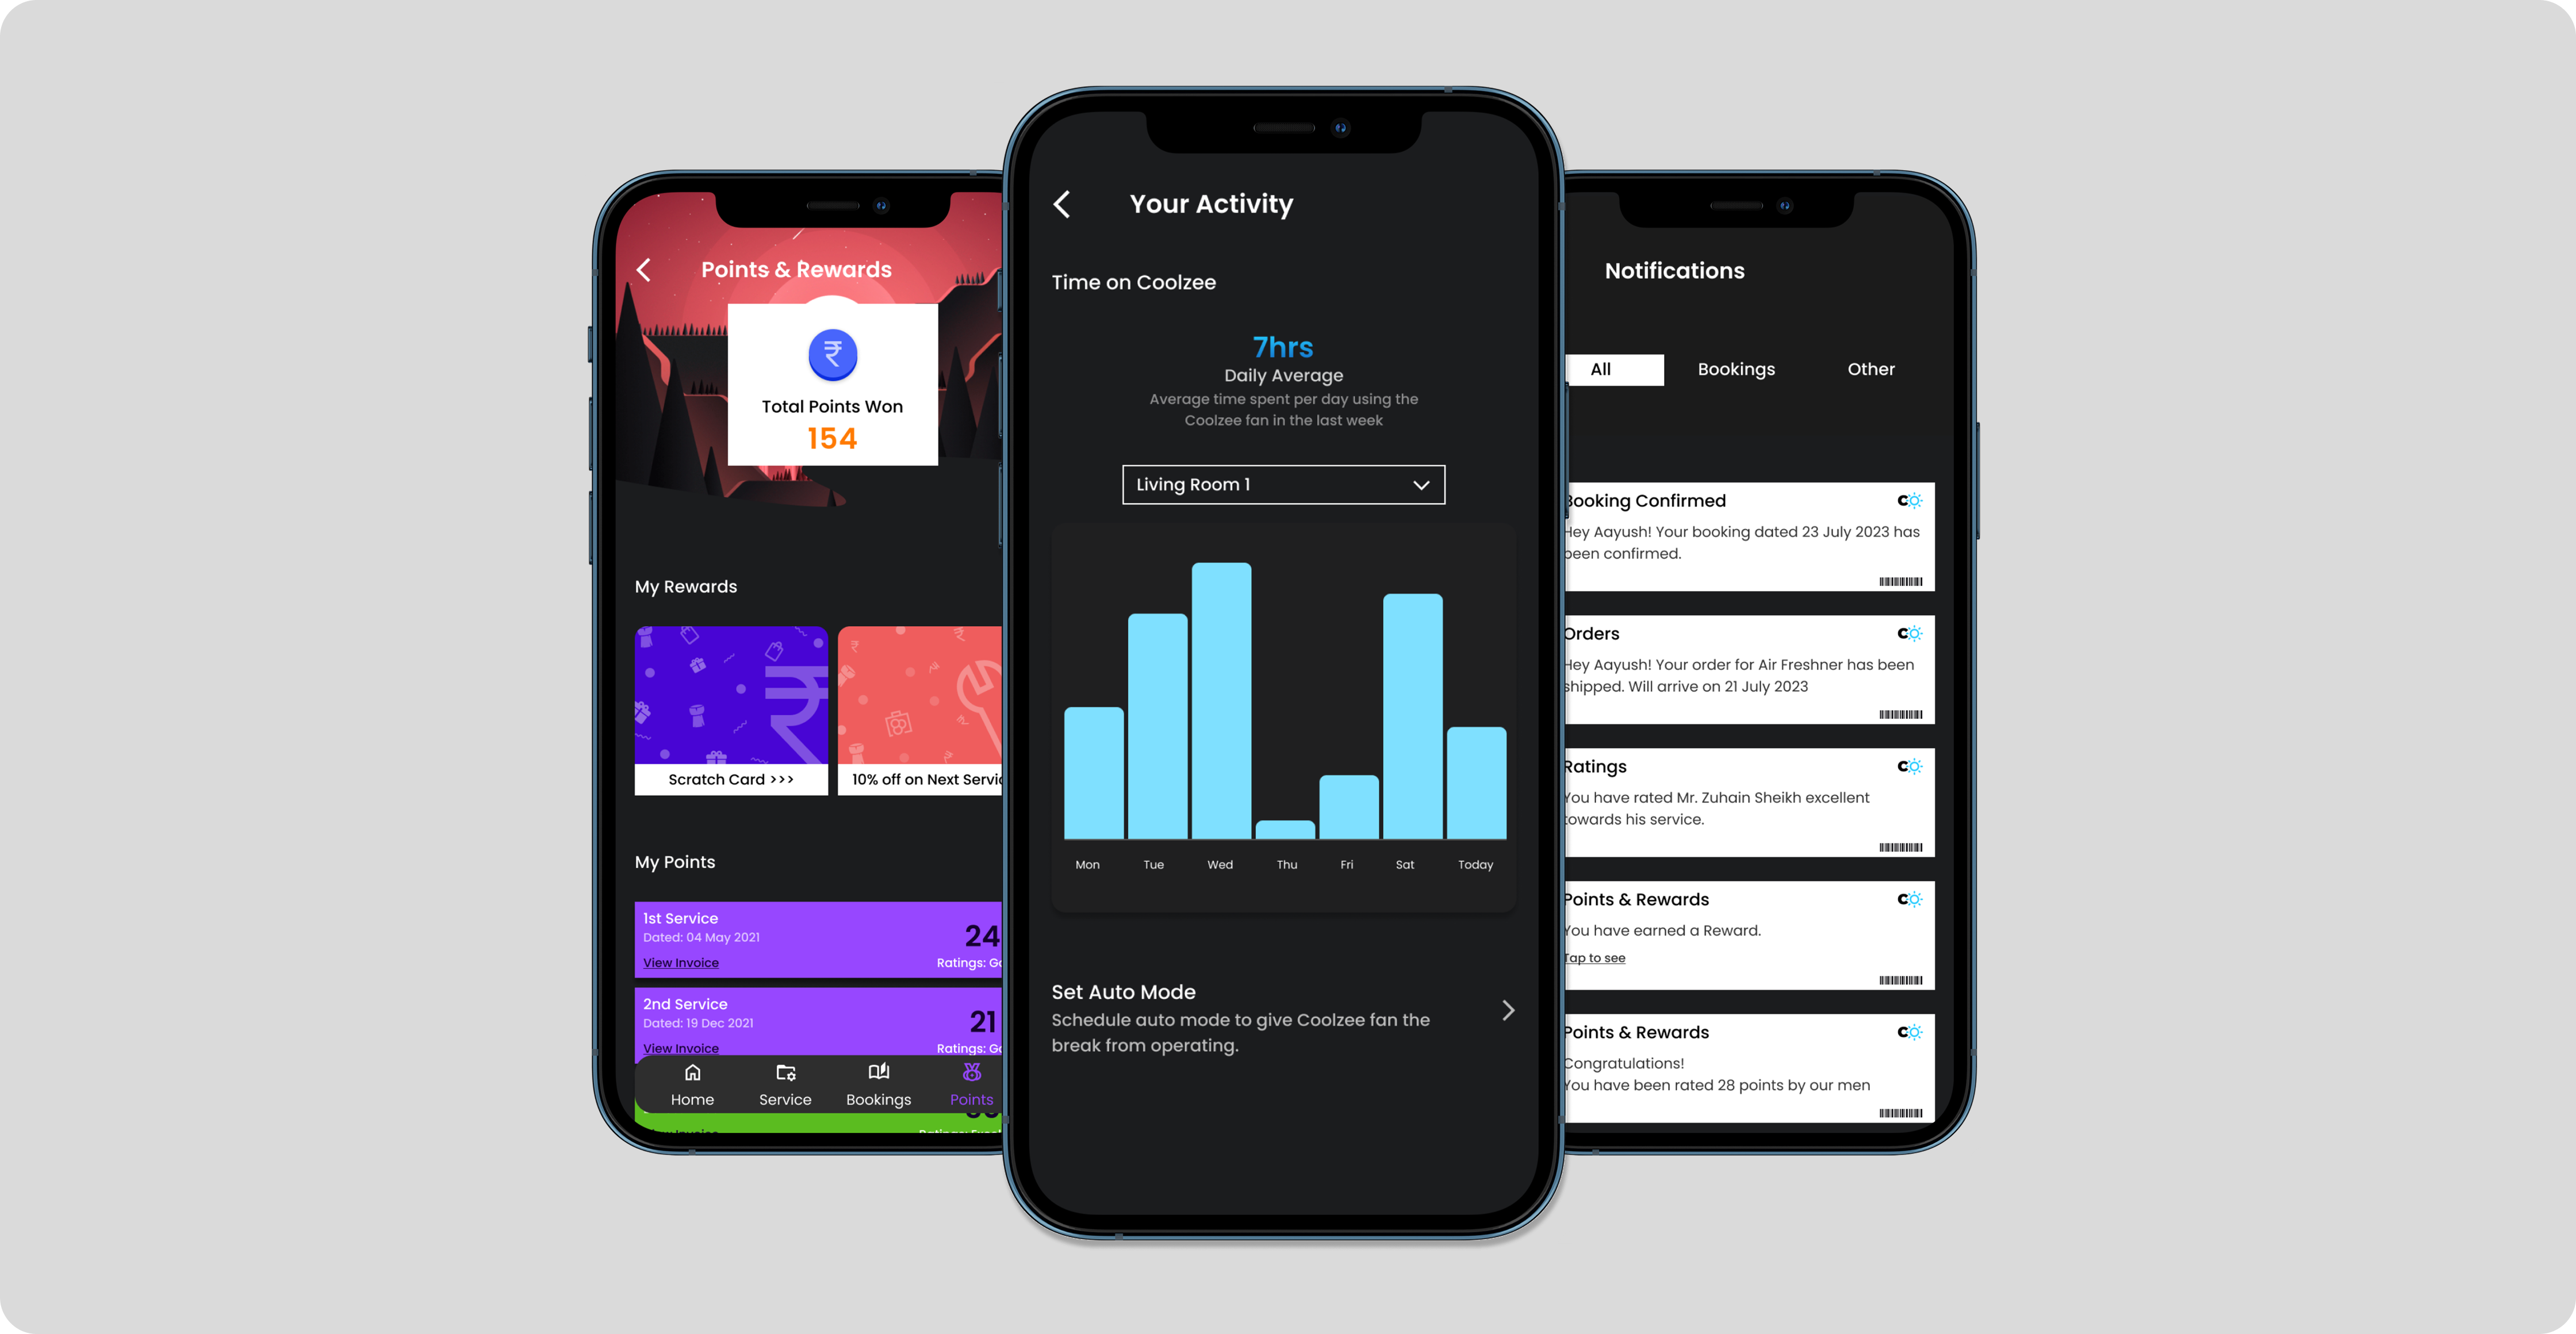 Points & Rewards
Total Points Won
154
My Rewards
Scratch Card >>>
10% off on Next
My Points
1st Service
Dated: 04 May 2021
24
View Invoice
Ratings:
2nd Service
Dated: 19 Dec 2021
21
View Invoice
Ratings:
Home
Service
Bookings
Points
Your Activity
Time on Coolzee
7hrs
Daily Average
Average time spent per day using the
Coolzee fan in the last week
Living Room 1
Mon Tue Wed Thu Fri Sat Today
Set Auto Mode
Schedule auto mode to give Coolzee fan the
break from operating.
Notifications
All Bookings Other
Booking Confirmed
Hey Aayush! Your booking dated 23 July 2023 has
been confirmed.
Orders
Hey Aayush! Your order for Air Freshner has been
shipped. Will arrive on 21 July 2023
Ratings
You have rated Mr. Zuhain Sheikh excellent
towards his service.
Points & Rewards
You have earned a Reward.
Tap to see
Points & Rewards
Congratulations!
You have been rated 28 points by our men